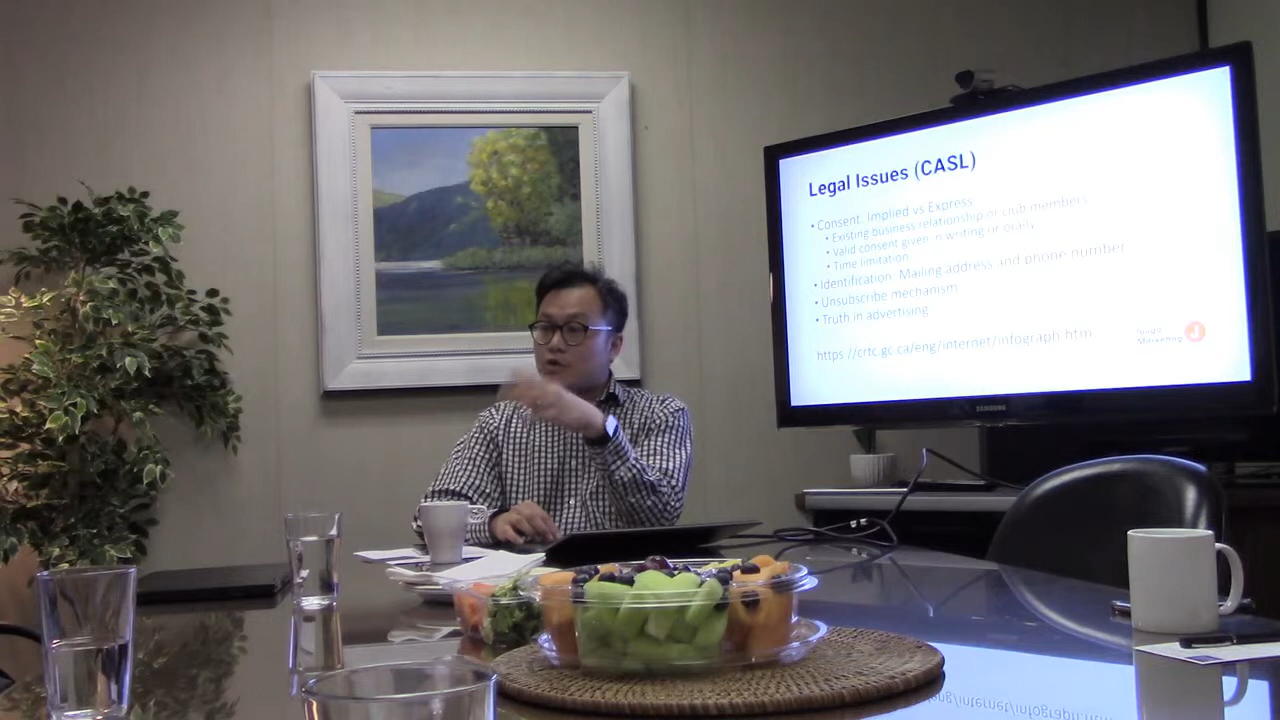 Legal Issues (CASL)
• Consent: Implied vs Express
• Existing business relationship or club members
• Valid consent given in writing or orally
• Time limitation
• Identification: Mailing address and phone number
• Unsubscribe mechanism
• Truth in advertising
https://crtc.gc.ca/eng/internet/infograph.htm
Marketing
J
SAMSUNG